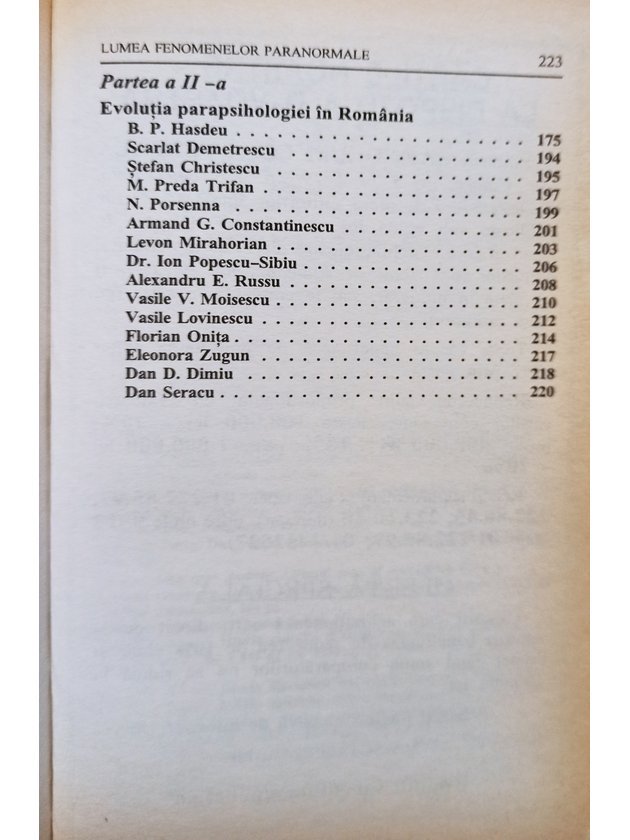 LUMEA FENOMENELOR PARANORMALE 223
Partea a II –a
Evoluția parapsihologiei în România
B. P. Hasdeu . . . . . . . . . . . . . . . . . . . . . . 175
Scarlat Demetrescu . . . . . . . . . . . . . . . . . . 194
Ștefan Christescu . . . . . . . . . . . . . . . . . . . 195
M. Preda Trifan . . . . . . . . . . . . . . . . . . . . 197
N. Porsenna . . . . . . . . . . . . . . . . . . . . . . 199
Armand G. Constantinescu . . . . . . . . . . . . . . 201
Levon Mirahorian . . . . . . . . . . . . . . . . . . . 203
Dr. Ion Popescu–Sibiu . . . . . . . . . . . . . . . . 206
Alexandru E. Russu . . . . . . . . . . . . . . . . . . 208
Vasile V. Moisescu . . . . . . . . . . . . . . . . . . 210
Vasile Lovinescu . . . . . . . . . . . . . . . . . . . 212
Florian Onița . . . . . . . . . . . . . . . . . . . . . 214
Eleonora Zugun . . . . . . . . . . . . . . . . . . . . 217
Dan D. Dimiu . . . . . . . . . . . . . . . . . . . . . 218
Dan Seracu . . . . . . . . . . . . . . . . . . . . . . 220